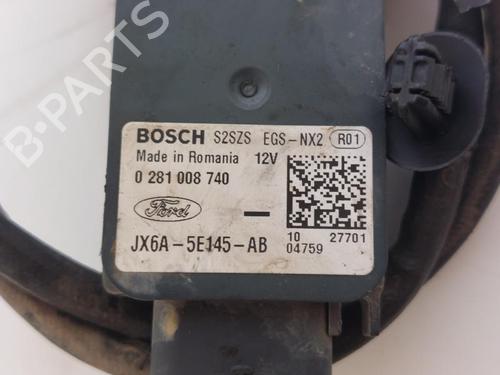 BOSCH S2SZS EGS-NX2 R01
Made in Romania 12V
0 281 008 740
Ford
JX6A-5E145-AB
10 27701
04759
B-PARTS